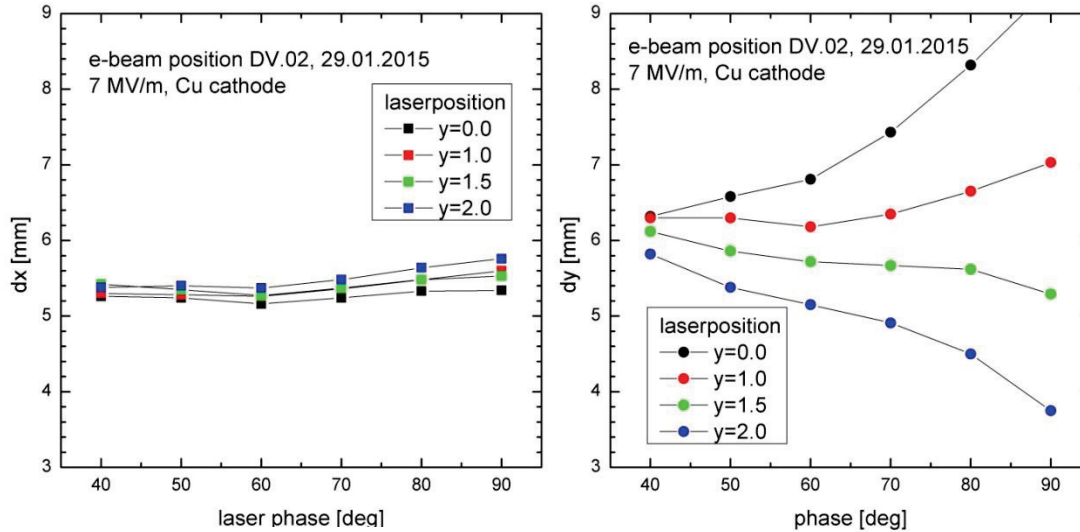 e-beam position DV.02, 29.01.2015
7 MV/m, Cu cathode
laserposition
y=0.0
y=1.0
y=1.5
y=2.0
9
8
7
6
5
4
3
dx [mm]
40 50 60 70 80 90
laser phase [deg]
e-beam position DV.02, 29.01.2015
7 MV/m, Cu cathode
9
8
7
6
5
4
3
dy [mm]
laserposition
y=0.0
y=1.0
y=1.5
y=2.0
40 50 60 70 80 90
phase [deg]